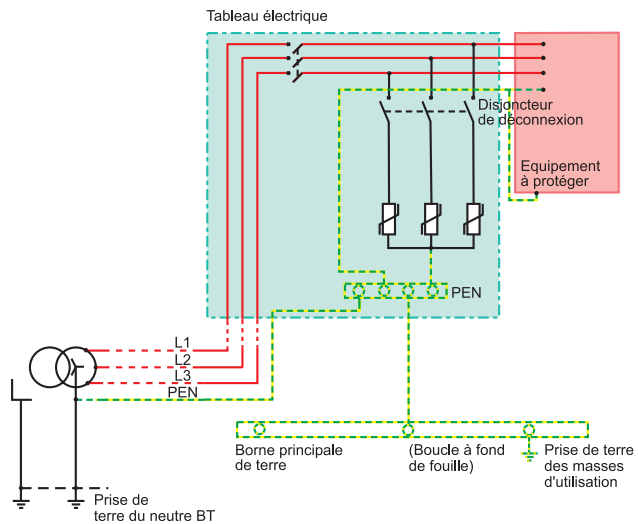 Tableau électrique
Disjoncteur
de déconnexion
Equipement
à protéger
PEN
L1
L2
L3
PEN
Borne principale
de terre
(Boucle à fond
de fouille)
Prise de terre
des masses
d'utilisation
Prise de
terre du neutre BT